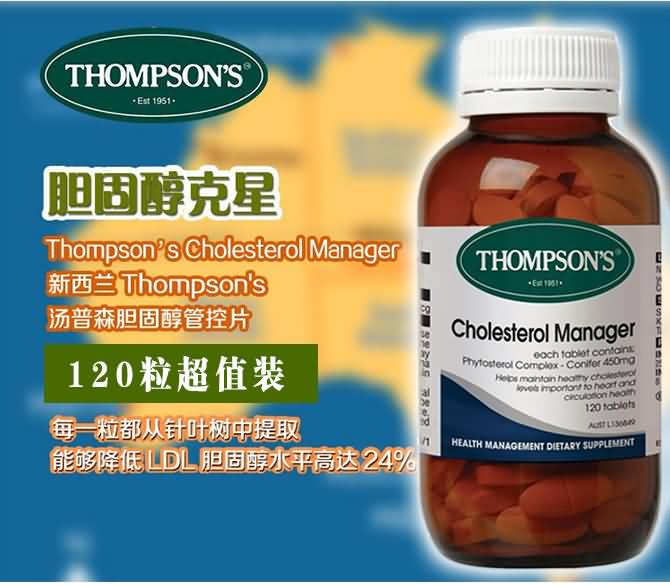 THOMPSON'S®
· Est 1951 ·
胆固醇克星
Thompson's Cholesterol Manager
新西兰 Thompson's
汤普森胆固醇管控片
120粒超值装
每一粒都从针叶树中提取
能够降低 LDL 胆固醇水平高达 24%
THOMPSON'S®
· Est 1951 ·
Cholesterol Manager
each tablet contains:
Phytosterol Complex - Conifer 450mg
Helps maintain healthy cholesterol
levels important to heart and
circulation health
120 tablets
AUST L136849
HEALTH MANAGEMENT DIETARY SUPPLEMENT